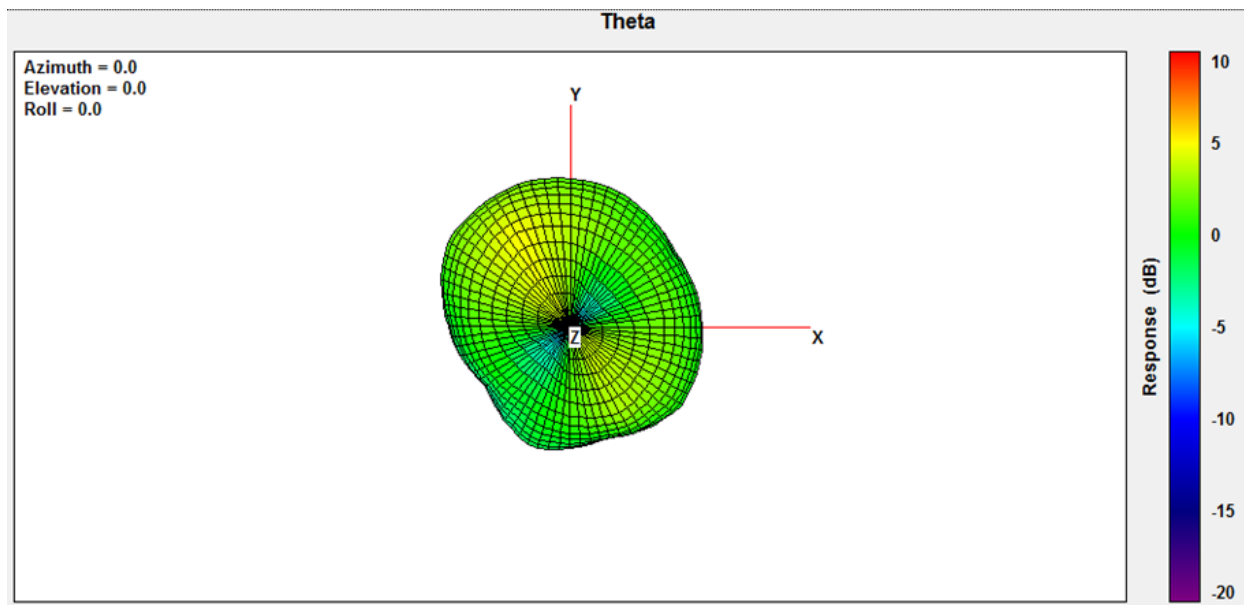 Theta
Azimuth = 0.0
Elevation = 0.0
Roll = 0.0
Y
Z
X
10
5
0
-5
-10
-15
-20
Response (dB)